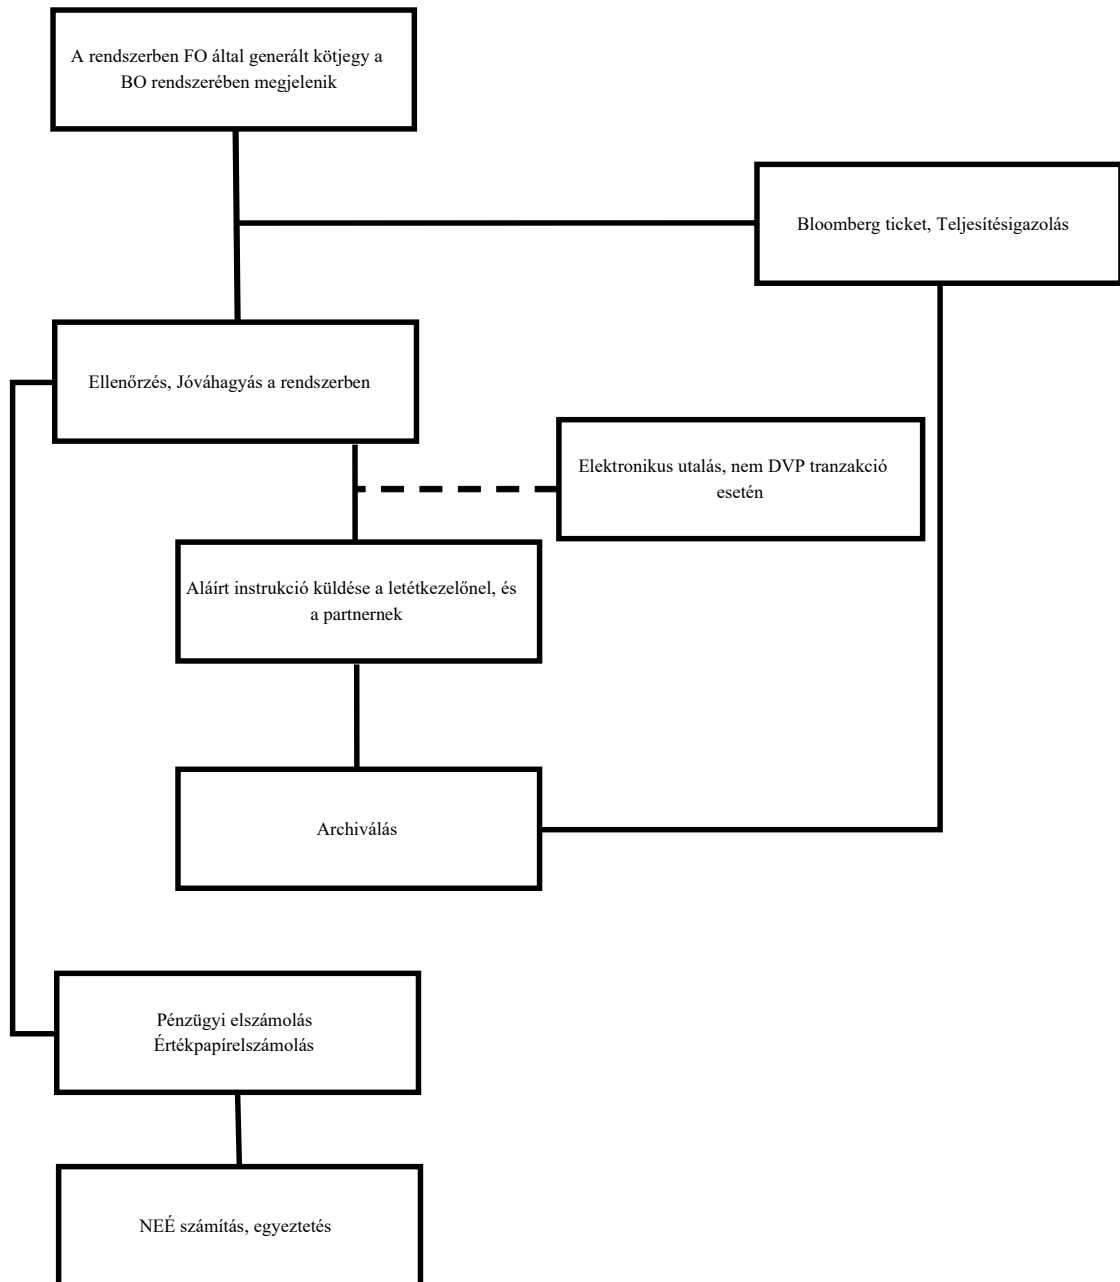 A rendszerben FO által generált kötjegy a
BO rendszerében megjelenik
Bloomberg ticket, Teljesítésigazolás
Ellenőrzés, Jóváhagyás a rendszerben
Elektronikus utalás, nem DVP tranzakció
esetén
Aláírt instrukció küldése a letétkezelőnel, és
a partnernek
Archiválás
Pénzügyi elszámolás
Értékpapírelszámolás
NEÉ számítás, egyeztetés